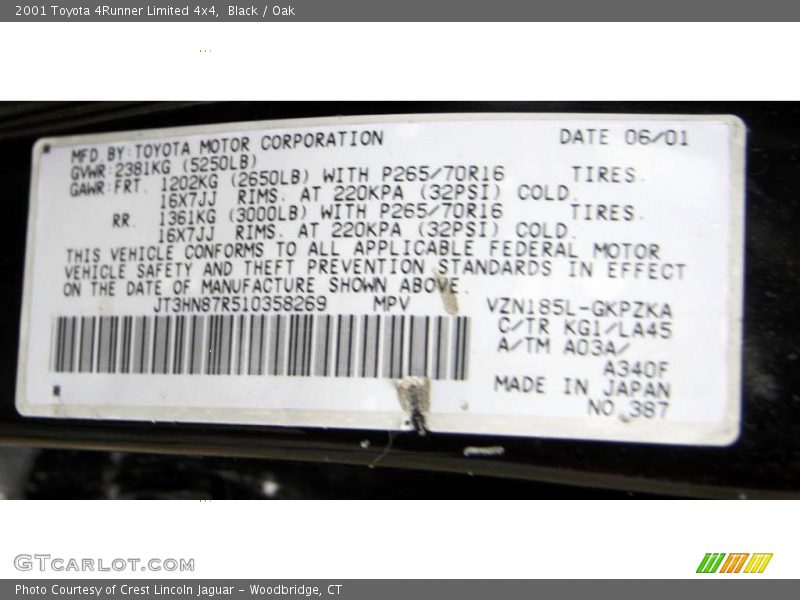 2001 Toyota 4Runner Limited 4x4, Black / Oak
MFD. BY: TOYOTA MOTOR CORPORATION DATE 06/01
GVWR: 2381KG (5250LB)
GAWR: FRT. 1202KG (2650LB) WITH P265/70R16 TIRES.
16X7JJ RIMS. AT 220KPA (32PSI) COLD.
RR. 1361KG (3000LB) WITH P265/70R16 TIRES.
16X7JJ RIMS. AT 220KPA (32PSI) COLD.
THIS VEHICLE CONFORMS TO ALL APPLICABLE FEDERAL MOTOR
VEHICLE SAFETY AND THEFT PREVENTION STANDARDS IN EFFECT
ON THE DATE OF MANUFACTURE SHOWN ABOVE.
JT3HN87R510358269 MPV VZN185L-GKPZKA
C/TR KG1/LA45
A/TM A03A/
A340F
MADE IN JAPAN
NO. 387
GTCARLOT.COM
Photo Courtesy of Crest Lincoln Jaguar - Woodbridge, CT